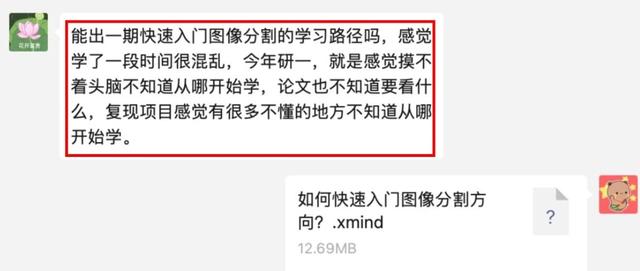 能出一期快速入门图像分割的学习路径吗，感觉
学了一段时间很混乱，今年研一，就是感觉摸不
着头脑不知道从哪开始学，论文也不知道要看什
么，复现项目感觉有很多不懂的地方不知道从哪
开始学。
如何快速入门图像分割方
向？.xmind
?
12.69MB